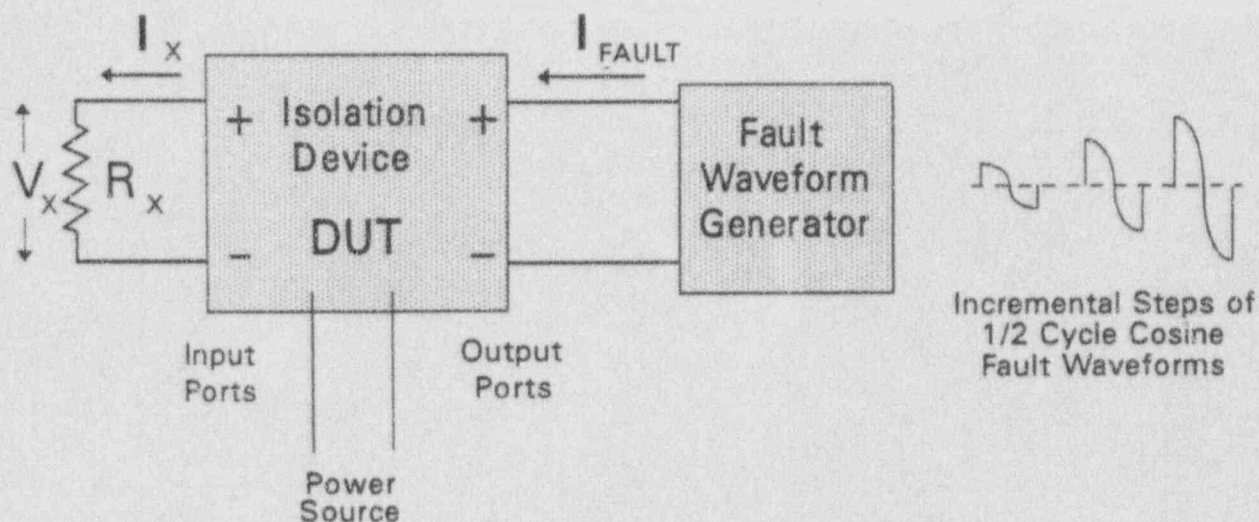 I X
I FAULT
+ Isolation +
Device
DUT
- -
V X
R X
Fault
Waveform
Generator
Input
Ports
Output
Ports
Power
Source
Incremental Steps of
1/2 Cycle Cosine
Fault Waveforms